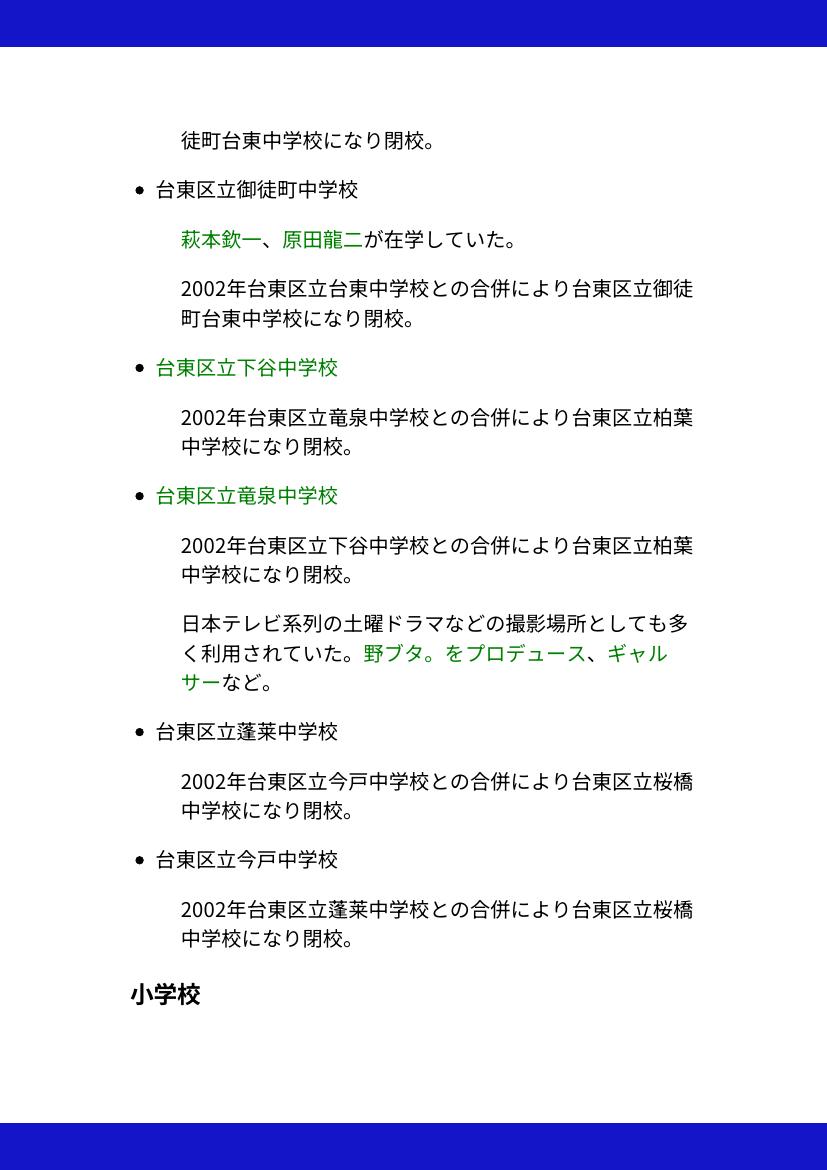 徒町台東中学校になり閉校。
• 台東区立御徒町中学校
萩本欽一、原田龍二が在学していた。
2002年台東区立台東中学校との合併により台東区立御徒
町台東中学校になり閉校。
• 台東区立下谷中学校
2002年台東区立竜泉中学校との合併により台東区立柏葉
中学校になり閉校。
• 台東区立竜泉中学校
2002年台東区立下谷中学校との合併により台東区立柏葉
中学校になり閉校。
日本テレビ系列の土曜ドラマなどの撮影場所としても多
く利用されていた。野ブタ。をプロデュース、ギャル
サーなど。
• 台東区立蓬莱中学校
2002年台東区立今戸中学校との合併により台東区立桜橋
中学校になり閉校。
• 台東区立今戸中学校
2002年台東区立蓬莱中学校との合併により台東区立桜橋
中学校になり閉校。
小学校